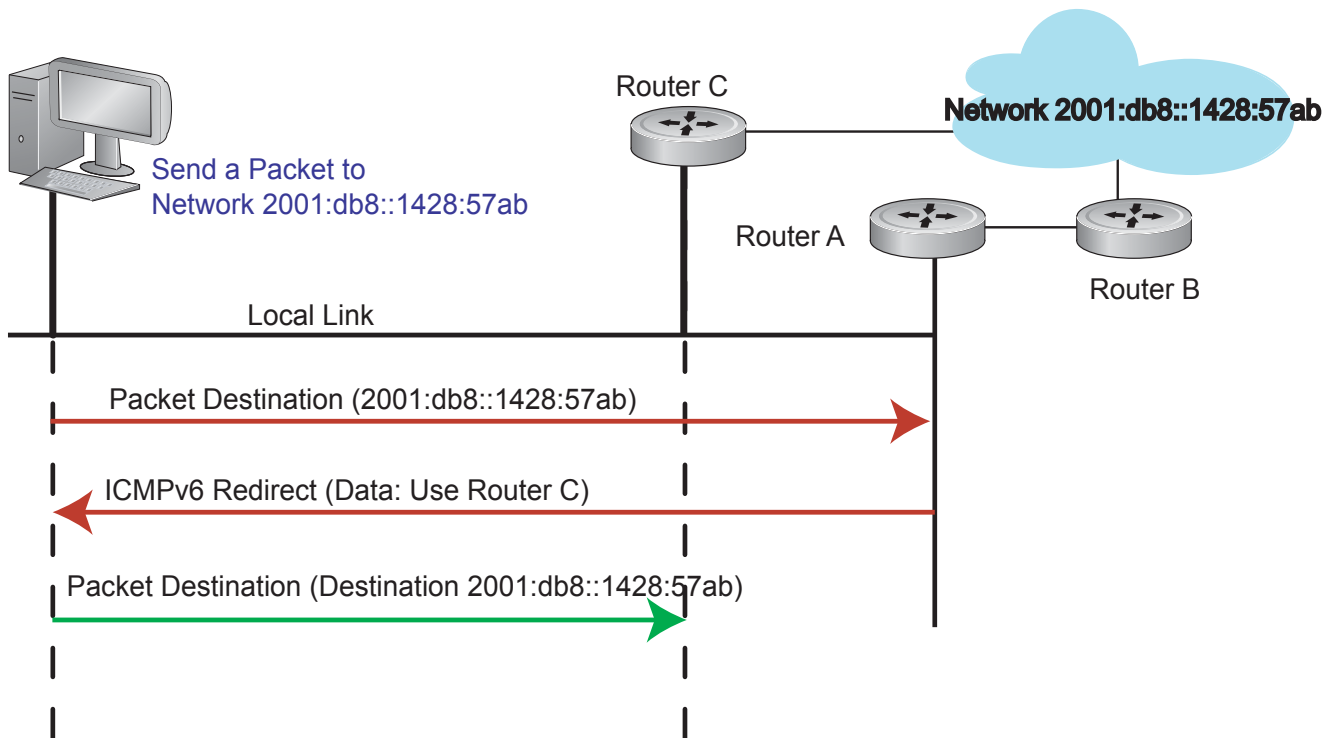 Router C
Network 2001:db8::1428:57ab
Send a Packet to
Network 2001:db8::1428:57ab
Router A
Router B
Local Link
Packet Destination (2001:db8::1428:57ab)
ICMPv6 Redirect (Data: Use Router C)
Packet Destination (Destination 2001:db8::1428:57ab)